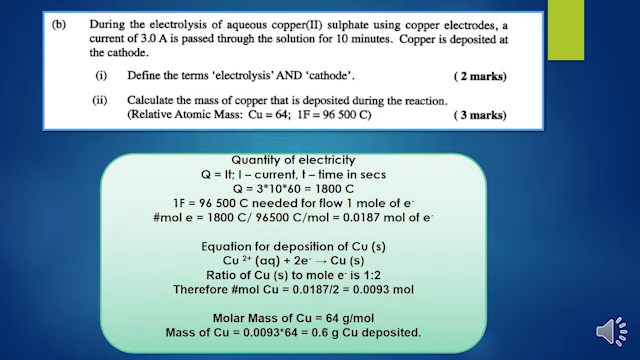 (b) During the electrolysis of aqueous copper(II) sulphate using copper electrodes, a
current of 3.0 A is passed through the solution for 10 minutes. Copper is deposited at
the cathode.
(i) Define the terms 'electrolysis' AND 'cathode'. ( 2 marks)
(ii) Calculate the mass of copper that is deposited during the reaction.
(Relative Atomic Mass: Cu = 64; 1F = 96 500 C) ( 3 marks)
Quantity of electricity
Q = It; I – current, t – time in secs
Q = 3*10*60 = 1800 C
1F = 96 500 C needed for flow 1 mole of e⁻
#mol e = 1800 C/ 96500 C/mol = 0.0187 mol of e⁻
Equation for deposition of Cu (s)
Cu ²⁺ (aq) + 2e⁻ → Cu (s)
Ratio of Cu (s) to mole e⁻ is 1:2
Therefore #mol Cu = 0.0187/2 = 0.0093 mol
Molar Mass of Cu = 64 g/mol
Mass of Cu = 0.0093*64 = 0.6 g Cu deposited.